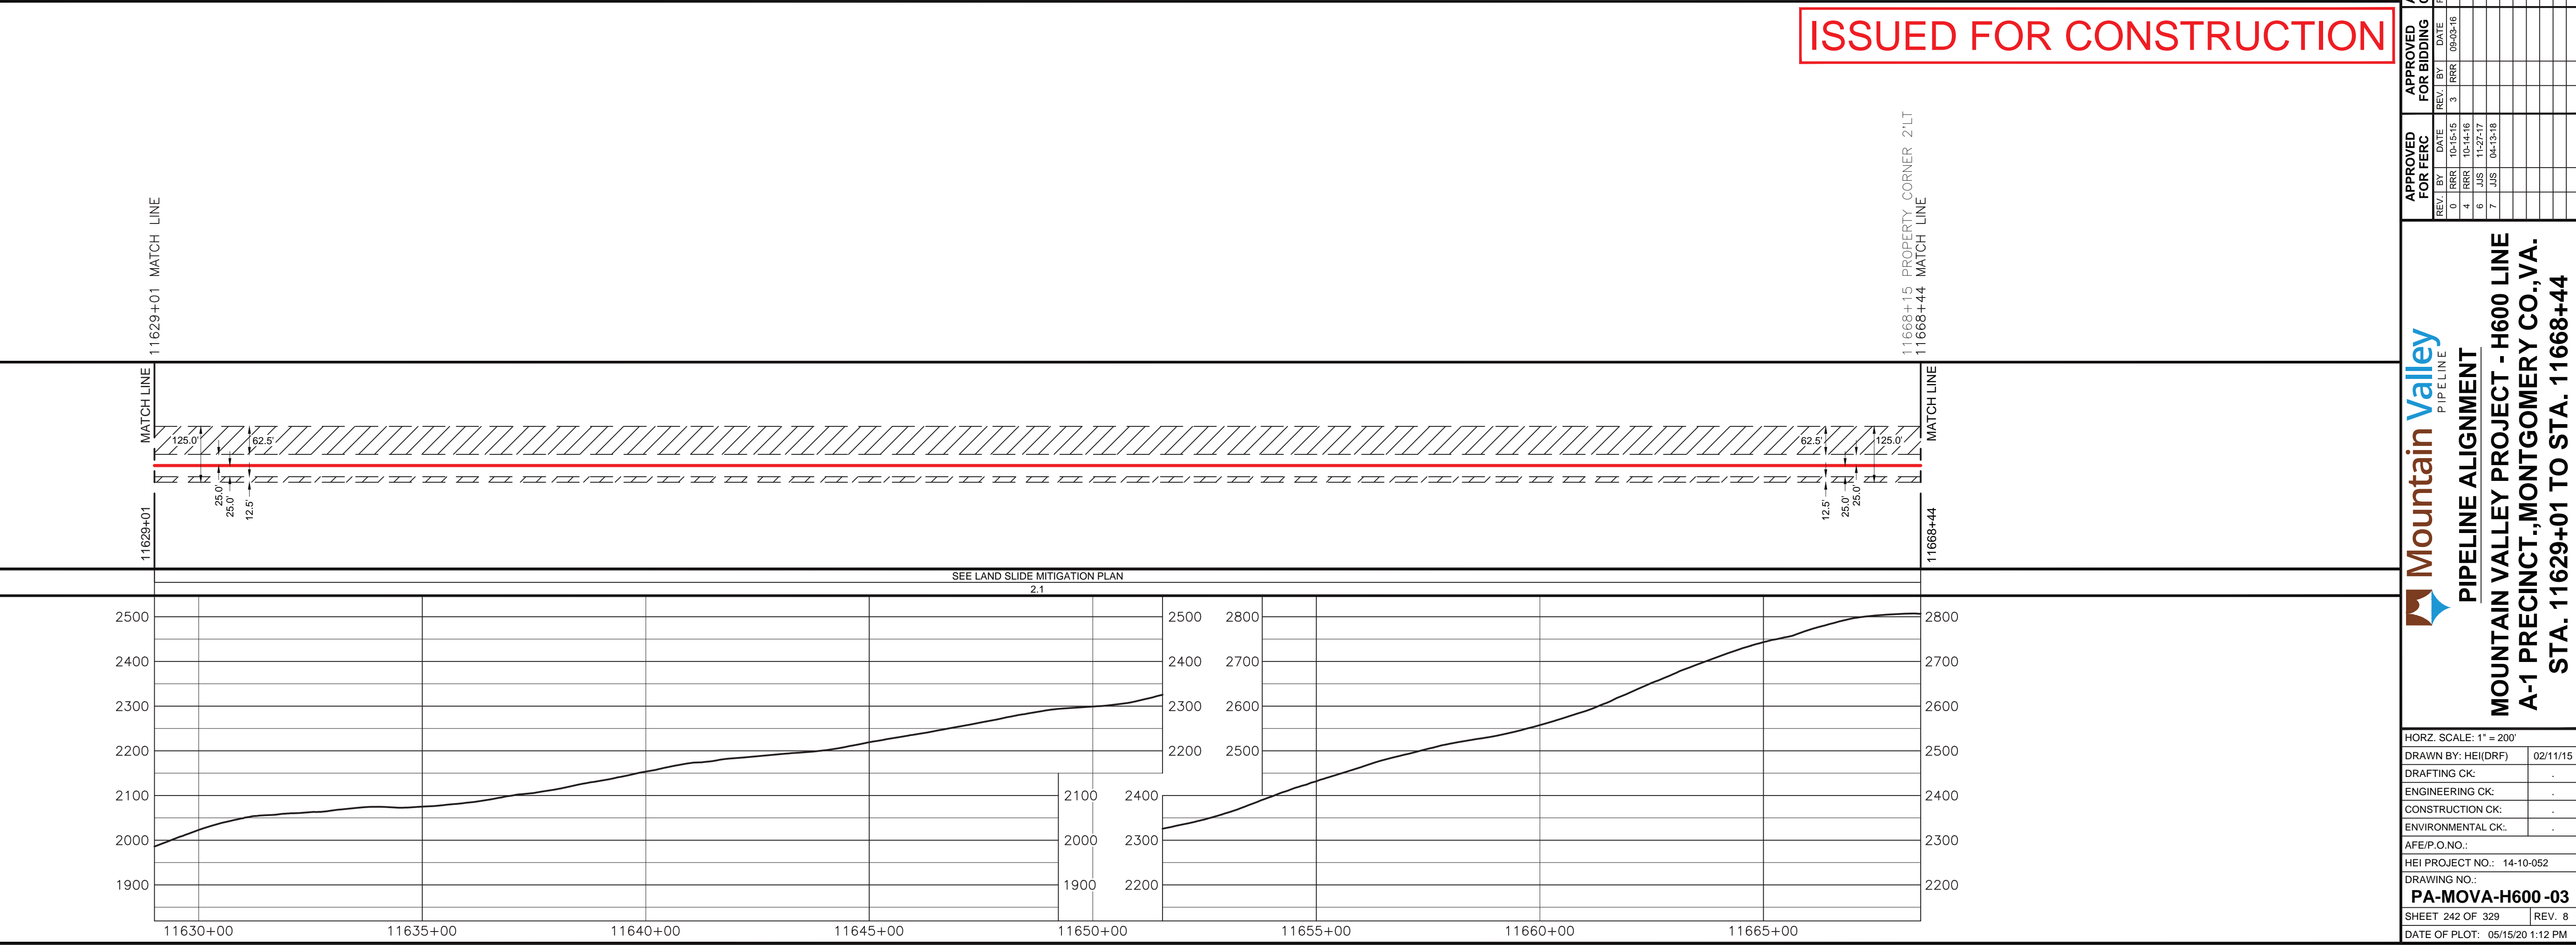 ISSUED FOR CONSTRUCTION
11629+01 MATCH LINE
11668+15 PROPERTY CORNER 2'LT
11668+44 MATCH LINE
MATCH LINE
11629+01
125.0'
62.5'
25.0'
25.0'
12.5'
62.5'
125.0'
12.5'
25.0'
25.0'
MATCH LINE
11668+44
SEE LAND SLIDE MITIGATION PLAN
2.1
2500
2400
2300
2200
2100
2000
1900
2500
2400
2300
2200
2100
2000
1900
2800
2700
2600
2500
2400
2300
2200
2800
2700
2600
2500
2400
2300
2200
11630+00 11635+00 11640+00 11645+00 11650+00 11655+00 11660+00 11665+00
APPROVED
FOR BIDDING
REV. BY DATE
3 RRR 09-03-16
APPROVED
FOR FERC
REV. BY DATE
0 RRR 10-15-15
4 RRR 10-14-16
6 JJS 11-27-17
7 JJS 04-13-18
Mountain Valley
PIPELINE
PIPELINE ALIGNMENT
MOUNTAIN VALLEY PROJECT - H600 LINE
A-1 PRECINCT.,MONTGOMERY CO.,VA.
STA. 11629+01 TO STA. 11668+44
HORZ. SCALE: 1" = 200'
DRAWN BY: HEI(DRF) 02/11/15
DRAFTING CK: .
ENGINEERING CK: .
CONSTRUCTION CK: .
ENVIRONMENTAL CK:. .
AFE/P.O.NO.:
HEI PROJECT NO.: 14-10-052
DRAWING NO.:
PA-MOVA-H600-03
SHEET 242 OF 329 REV. 8
DATE OF PLOT: 05/15/20 1:12 PM